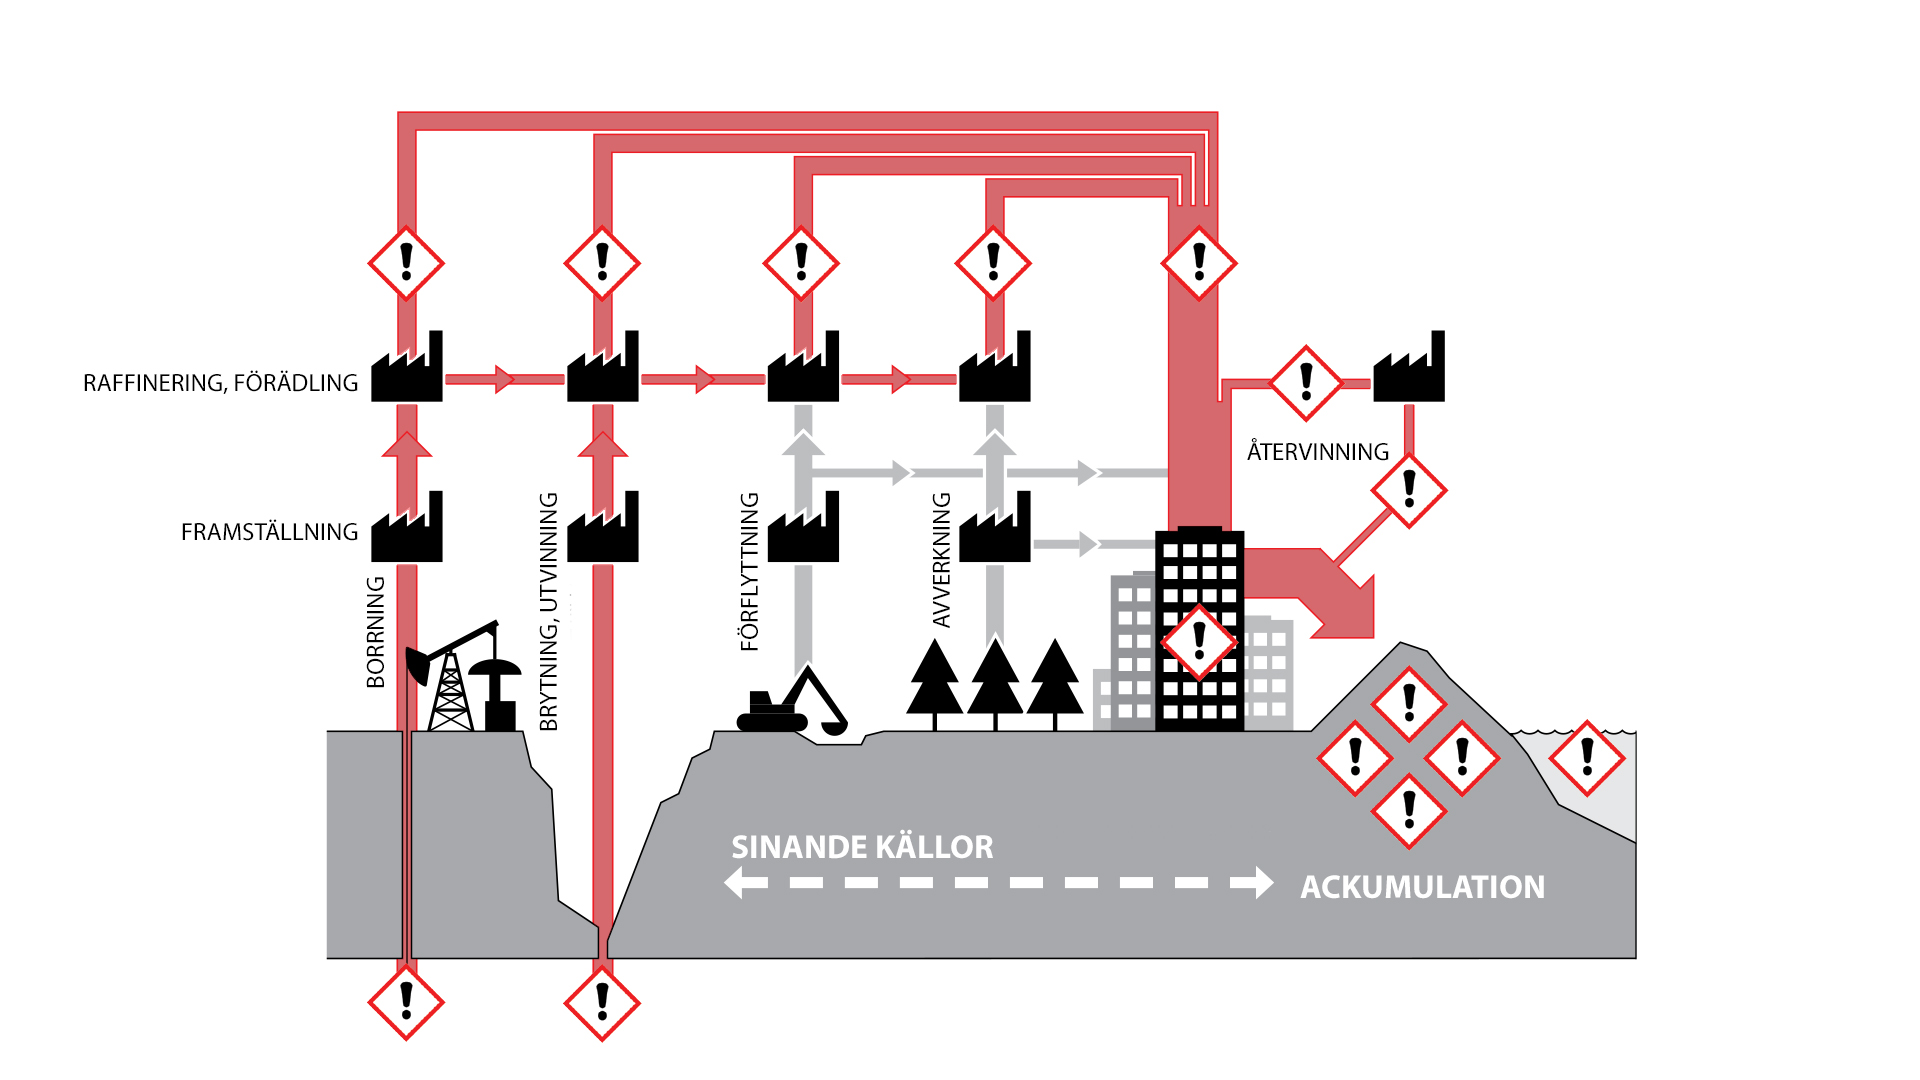 RAFFINERING, FÖRÄDLING
ÅTERVINNING
FRAMSTÄLLNING
BORRNING
BRYTNING, UTVINNING
FÖRFLYTTNING
AVVERKNING
SINANDE KÄLLOR
ACKUMULATION